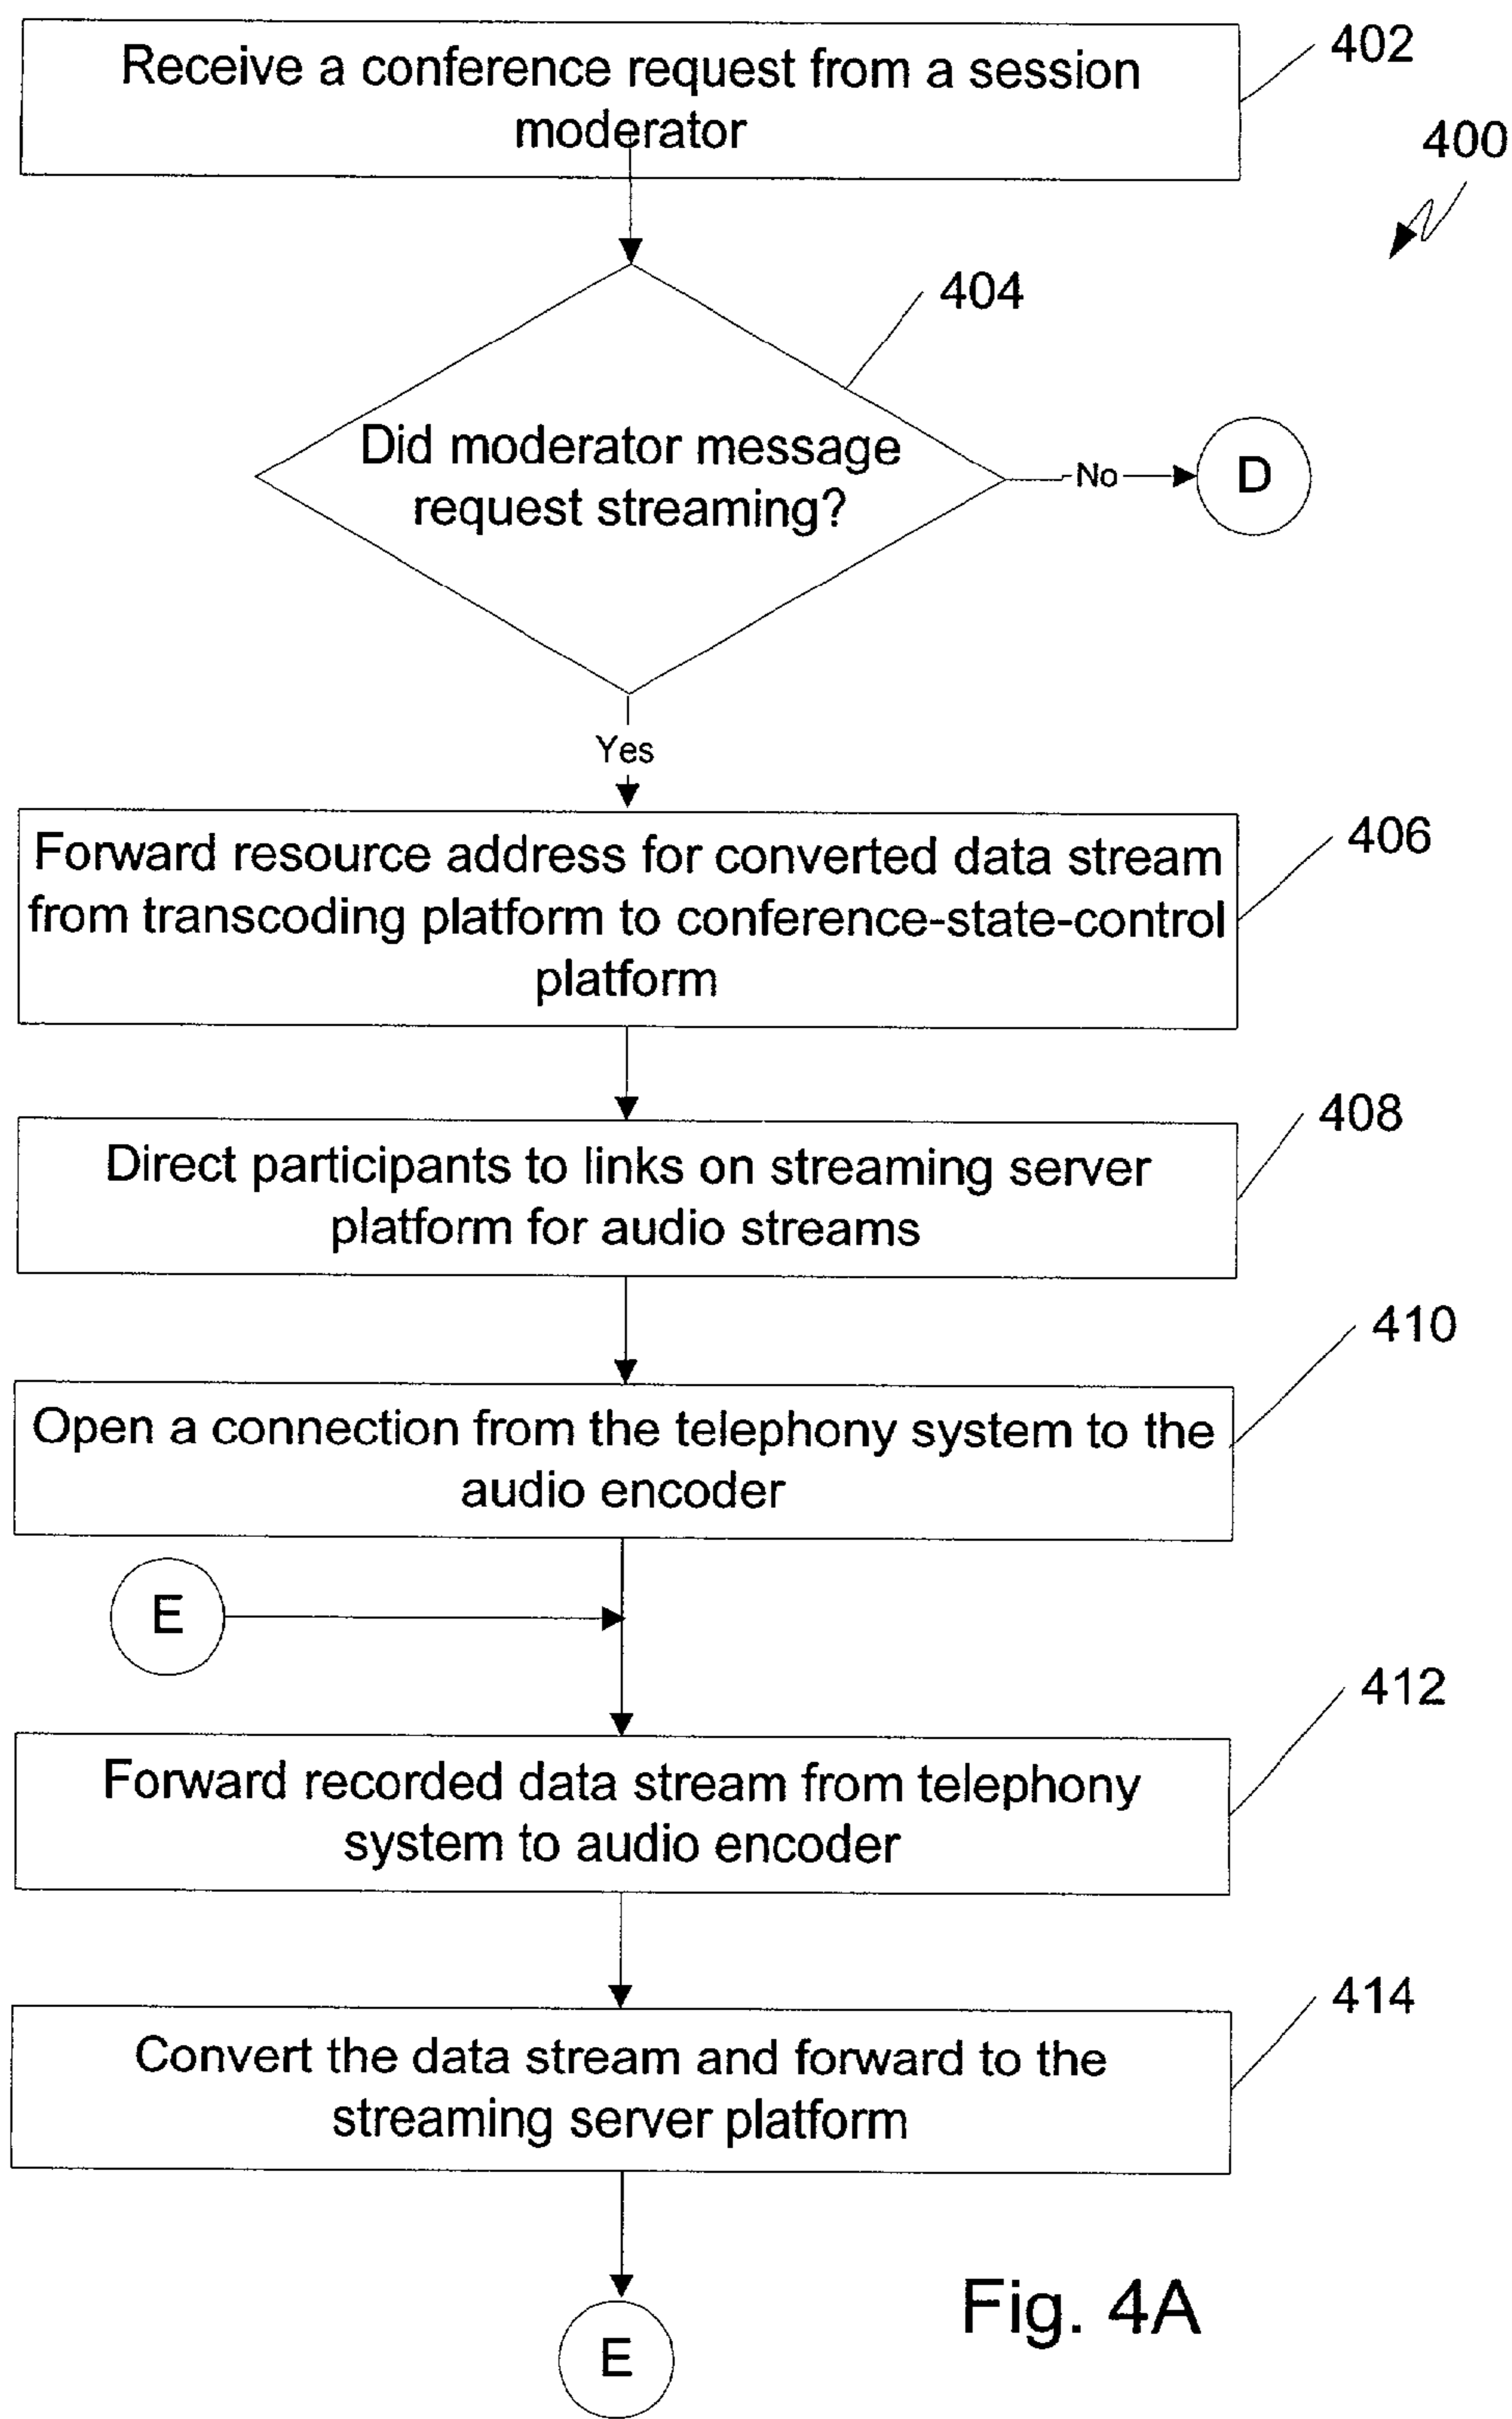 Receive a conference request from a session
moderator
402
400
404
Did moderator message
request streaming?
No
D
Yes
Forward resource address for converted data stream
from transcoding platform to conference-state-control
platform
406
Direct participants to links on streaming server
platform for audio streams
408
Open a connection from the telephony system to the
audio encoder
410
E
Forward recorded data stream from telephony
system to audio encoder
412
Convert the data stream and forward to the
streaming server platform
414
E
Fig. 4A